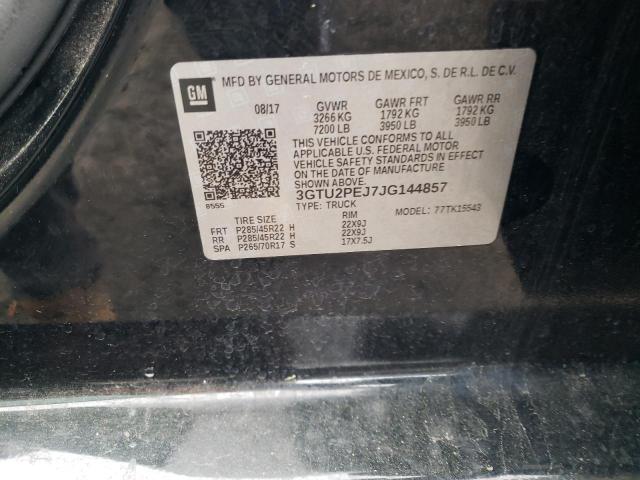 GM
MFD BY GENERAL MOTORS DE MEXICO, S. DE R.L. DE C.V.
08/17 GVWR GAWR FRT GAWR RR
3266 KG 1792 KG 1792 KG
7200 LB 3950 LB 3950 LB
THIS VEHICLE CONFORMS TO ALL
APPLICABLE U.S. FEDERAL MOTOR
VEHICLE SAFETY STANDARDS IN EFFECT
ON THE DATE OF MANUFACTURE SHOWN ABOVE.
3GTU2PEJ7JG144857
8555 TYPE: TRUCK MODEL: 77TK15543
TIRE SIZE RIM
FRT P285/45R22 H 22X9J
RR P285/45R22 H 22X9J
SPA P265/70R17 S 17X7.5J